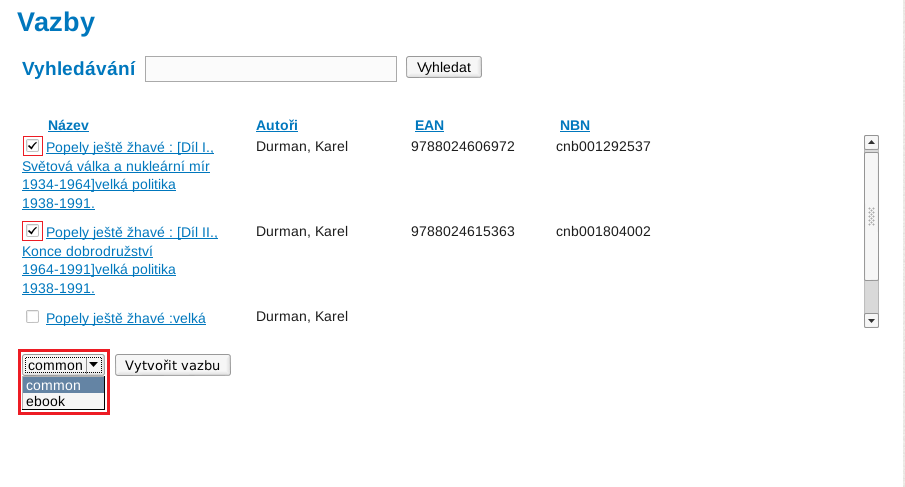 Vazby
Vyhledávání Vyhledat
Název Autoři EAN NBN
Popely ještě žhavé : [Díl I., Durman, Karel 9788024606972 cnb001292537
Světová válka a nukleární mír
1934-1964]velká politika
1938-1991.
Popely ještě žhavé : [Díl II., Durman, Karel 9788024615363 cnb001804002
Konce dobrodružství
1964-1991]velká politika
1938-1991.
Popely ještě žhavé :velká Durman, Karel
common Vytvořit vazbu
common
ebook